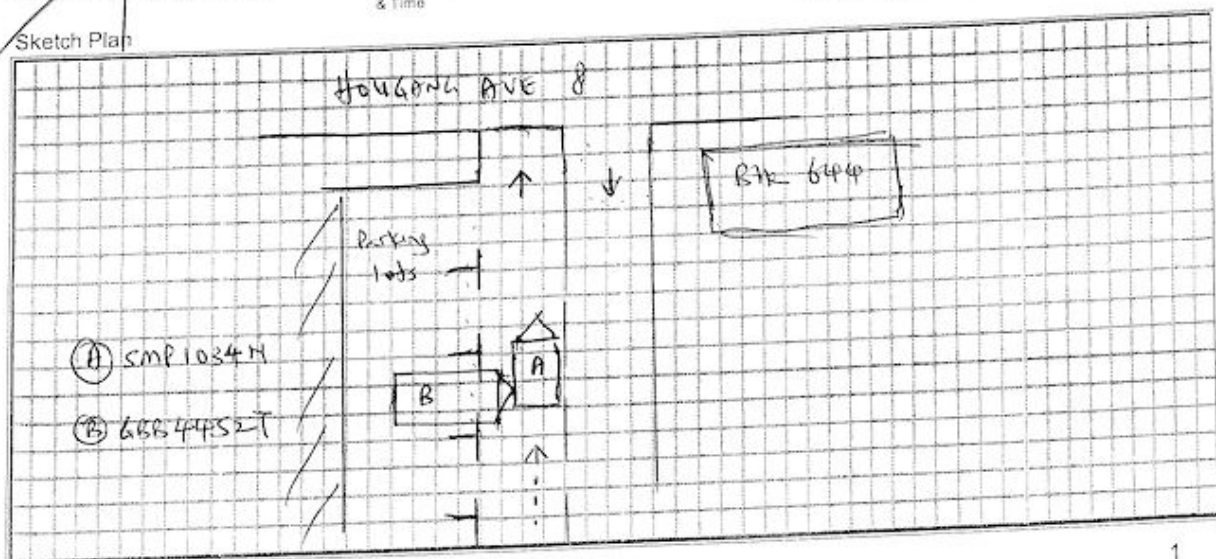 & Time
Sketch Plan
HOUGANG AVE 8
Blk 644
Parking
lots
A SMP1034H
A
B
B GBB4452T
1